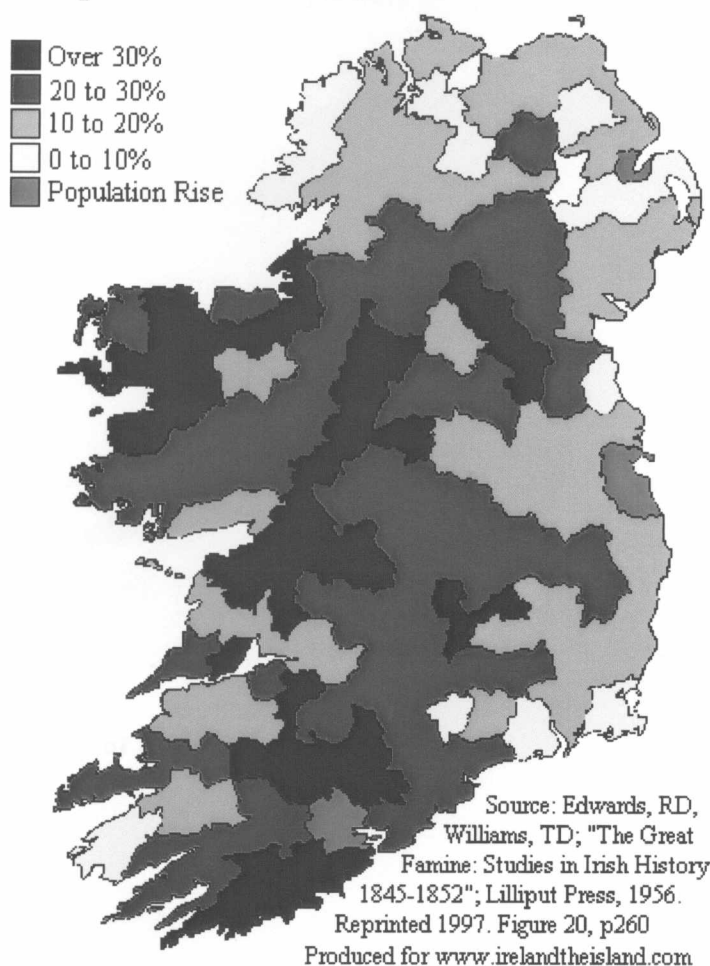 Over 30%
20 to 30%
10 to 20%
0 to 10%
Population Rise
Source: Edwards, RD,
Williams, TD; "The Great
Famine: Studies in Irish History
1845-1852"; Lilliput Press, 1956.
Reprinted 1997. Figure 20, p260
Produced for www.irelandtheisland.com